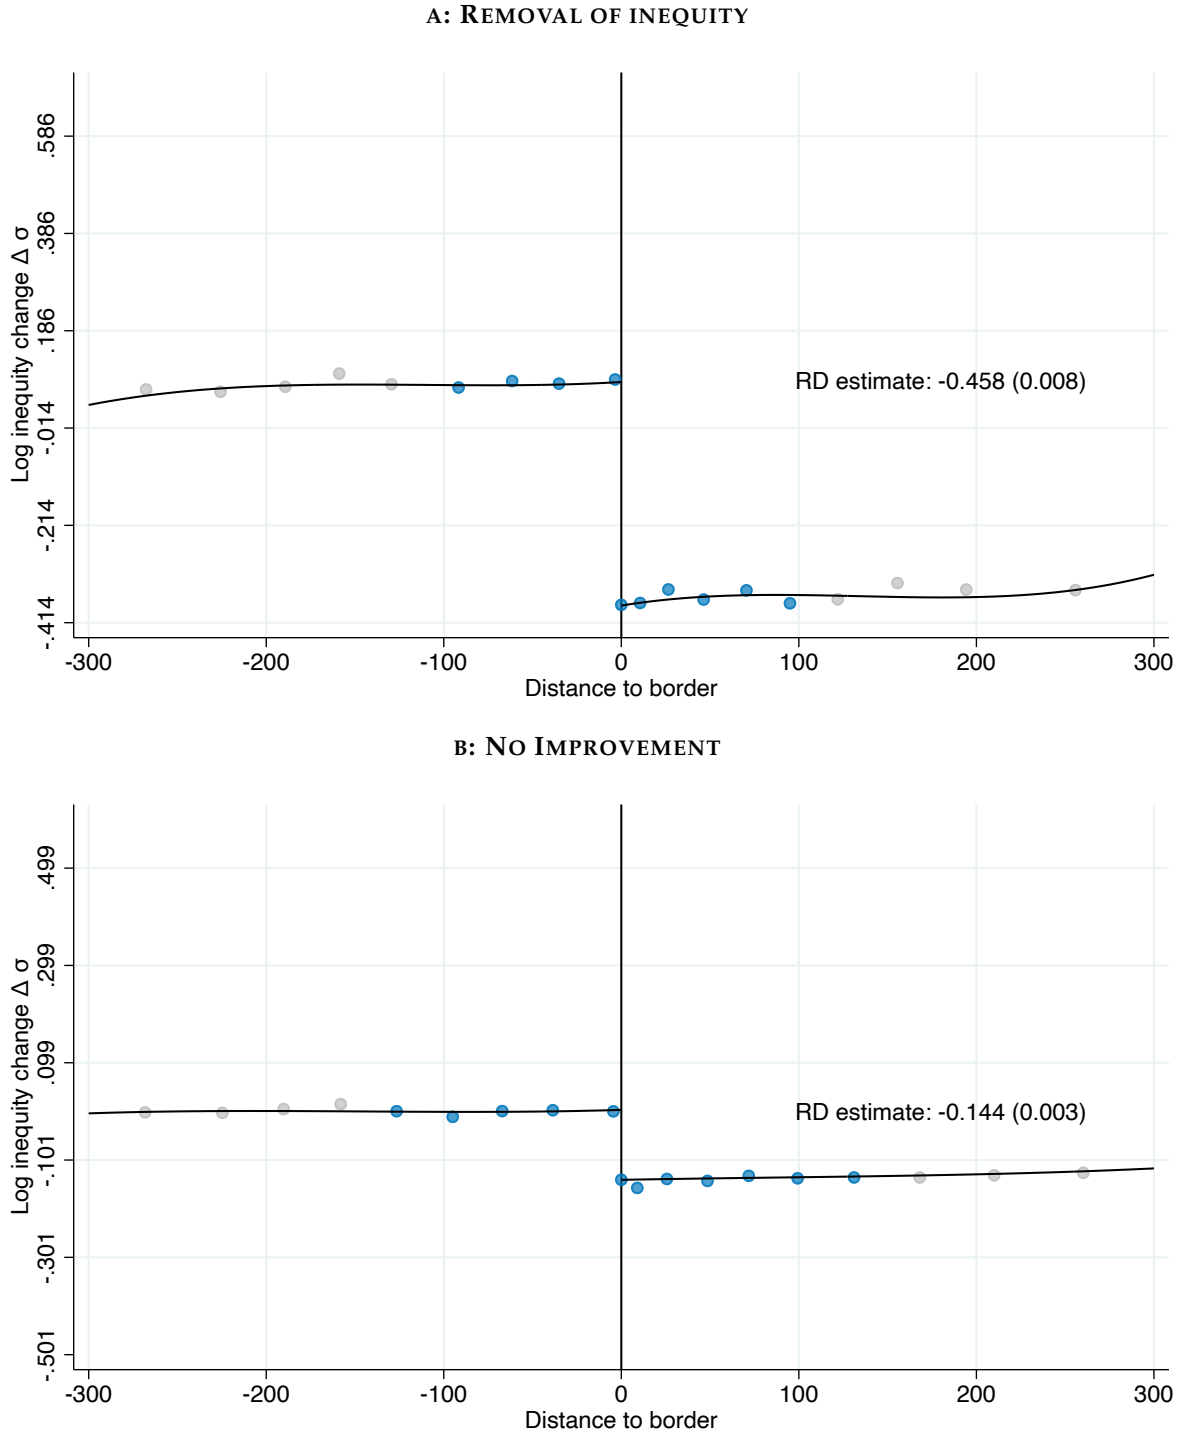 A: REMOVAL OF INEQUITY
Log inequity change Δ σ
.586
.386
.186
-.014
-.214
-.414
RD estimate: -0.458 (0.008)
-300 -200 -100 0 100 200 300
Distance to border
B: NO IMPROVEMENT
Log inequity change Δ σ
.499
.299
.099
-.101
-.301
-.501
RD estimate: -0.144 (0.003)
-300 -200 -100 0 100 200 300
Distance to border